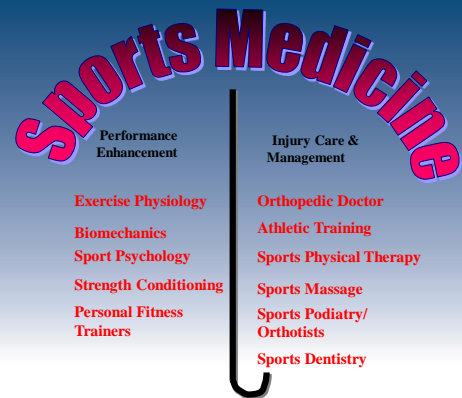 Sports Medicine
Performance
Enhancement
Exercise Physiology
Biomechanics
Sport Psychology
Strength Conditioning
Personal Fitness
Trainers
Injury Care &
Management
Orthopedic Doctor
Athletic Training
Sports Physical Therapy
Sports Massage
Sports Podiatry/
Orthotists
Sports Dentistry